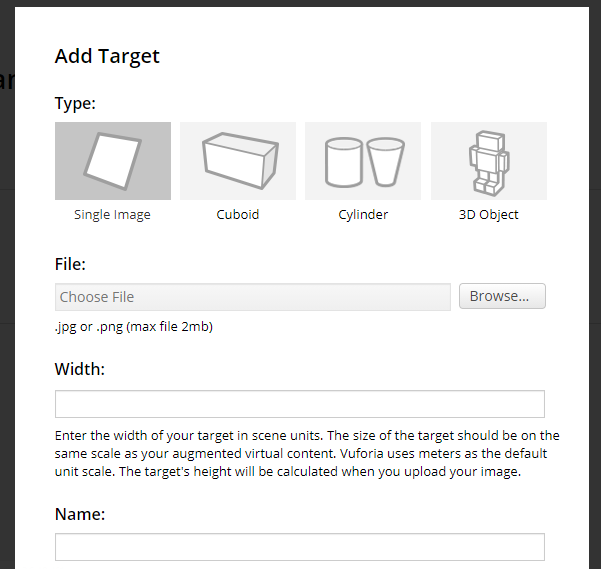 Add Target
Type:
Single Image
Cuboid
Cylinder
3D Object
File:
Choose File
Browse...
.jpg or .png (max file 2mb)
Width:
Enter the width of your target in scene units. The size of the target should be on the
same scale as your augmented virtual content. Vuforia uses meters as the default
unit scale. The target's height will be calculated when you upload your image.
Name: